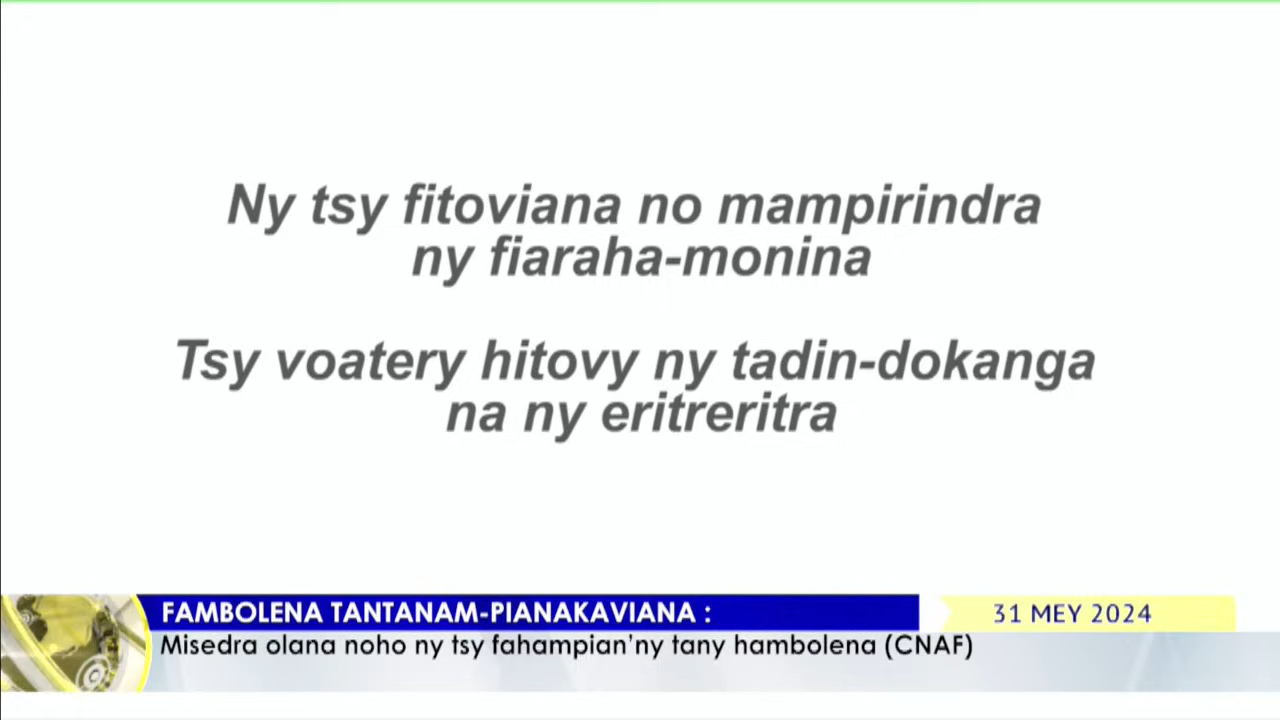 Ny tsy fitoviana no mampirindra
ny fiaraha-monina
Tsy voatery hitovy ny tadin-dokanga
na ny eritreritra
FAMBOLENA TANTANAM-PIANAKAVIANA :
31 MEY 2024
Misedra olana noho ny tsy fahampian'ny tany hambolena (CNAF)